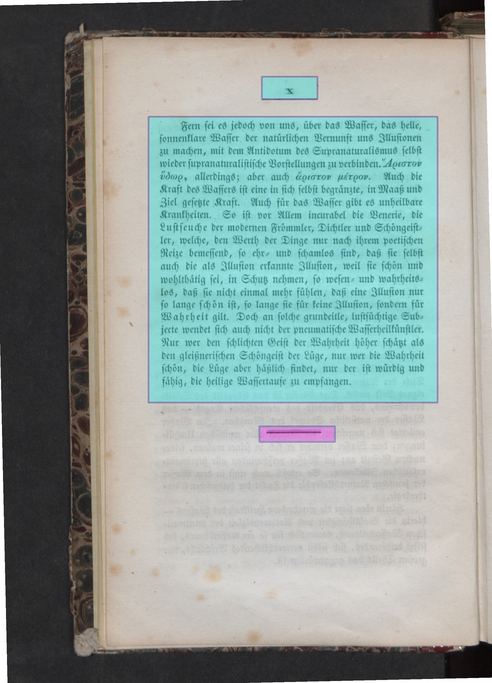 x
Fern sei es jedoch von uns, über das Wasser, das helle,
sonnenklare Wasser der natürlichen Vernunft uns Illusionen
zu machen, mit dem Antidotum des Supranaturalismus selbst
wieder supranaturalistische Vorstellungen zu verbinden. Ἄριστον
ὕδωρ, allerdings; aber auch ἄριστον μέτρον. Auch die
Kraft des Wassers ist eine in sich selbst begränzte, in Maaß und
Ziel gesetzte Kraft. Auch für das Wasser gibt es unheilbare
Krankheiten. So ist vor Allem incurabel die Venerie, die
Lustseuche der modernen Frömmler, Dichtler und Schöngeist-
ler, welche, den Werth der Dinge nur nach ihrem poetischen
Reize bemessend, so ehr- und schamlos sind, daß sie selbst
auch die als Illusion erkannte Illusion, weil sie schön und
wohlthätig sei, in Schutz nehmen, so wesen- und wahrheits-
los, daß sie nicht einmal mehr fühlen, daß eine Illusion nur
so lange schön ist, so lange sie für keine Illusion, sondern für
Wahrheit gilt. Doch an solche grundeitle, lustsüchtige Sub-
jecte wendet sich auch nicht der pneumatische Wasserheilkünstler.
Nur wer den schlichten Geist der Wahrheit höher schätzt als
den gleißnerischen Schöngeist der Lüge, nur wer die Wahrheit
schön, die Lüge aber häßlich findet, nur der ist würdig und
fähig, die heilige Wassertaufe zu empfangen.